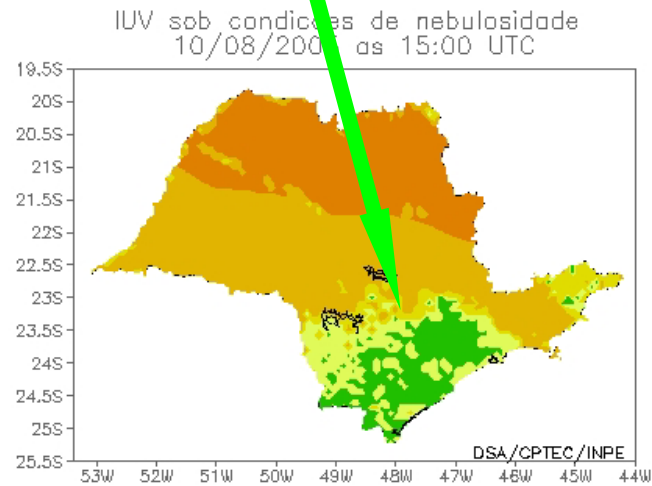 IUV sob condicoes de nebulosidade
10/08/200 as 15:00 UTC
19.5S
20S
20.5S
21S
21.5S
22S
22.5S
23S
23.5S
24S
24.5S
25S
25.5S
53W 52W 51W 50W 49W 48W 47W 46W 45W 44W
DSA/CPTEC/INPE